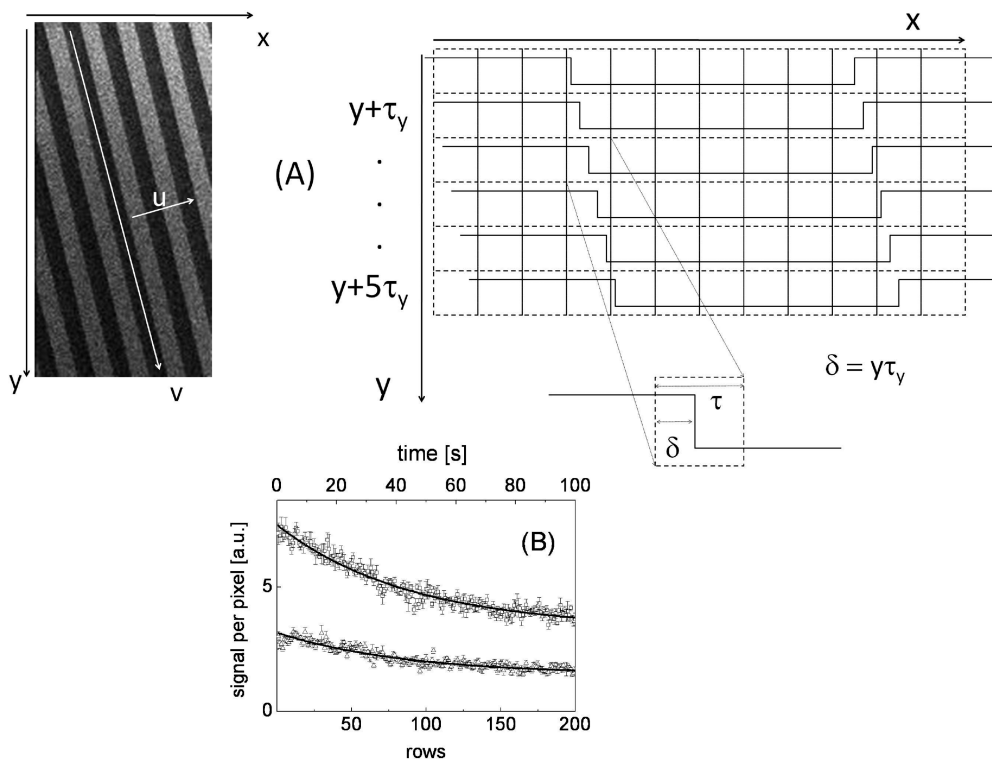 x
y
u
v
(A)
x
y+τy
.
.
.
y+5τy
y
τ
δ
δ = yτy
time [s]
0 20 40 60 80 100
(B)
signal per pixel [a.u.]
5
0
50 100 150 200
rows